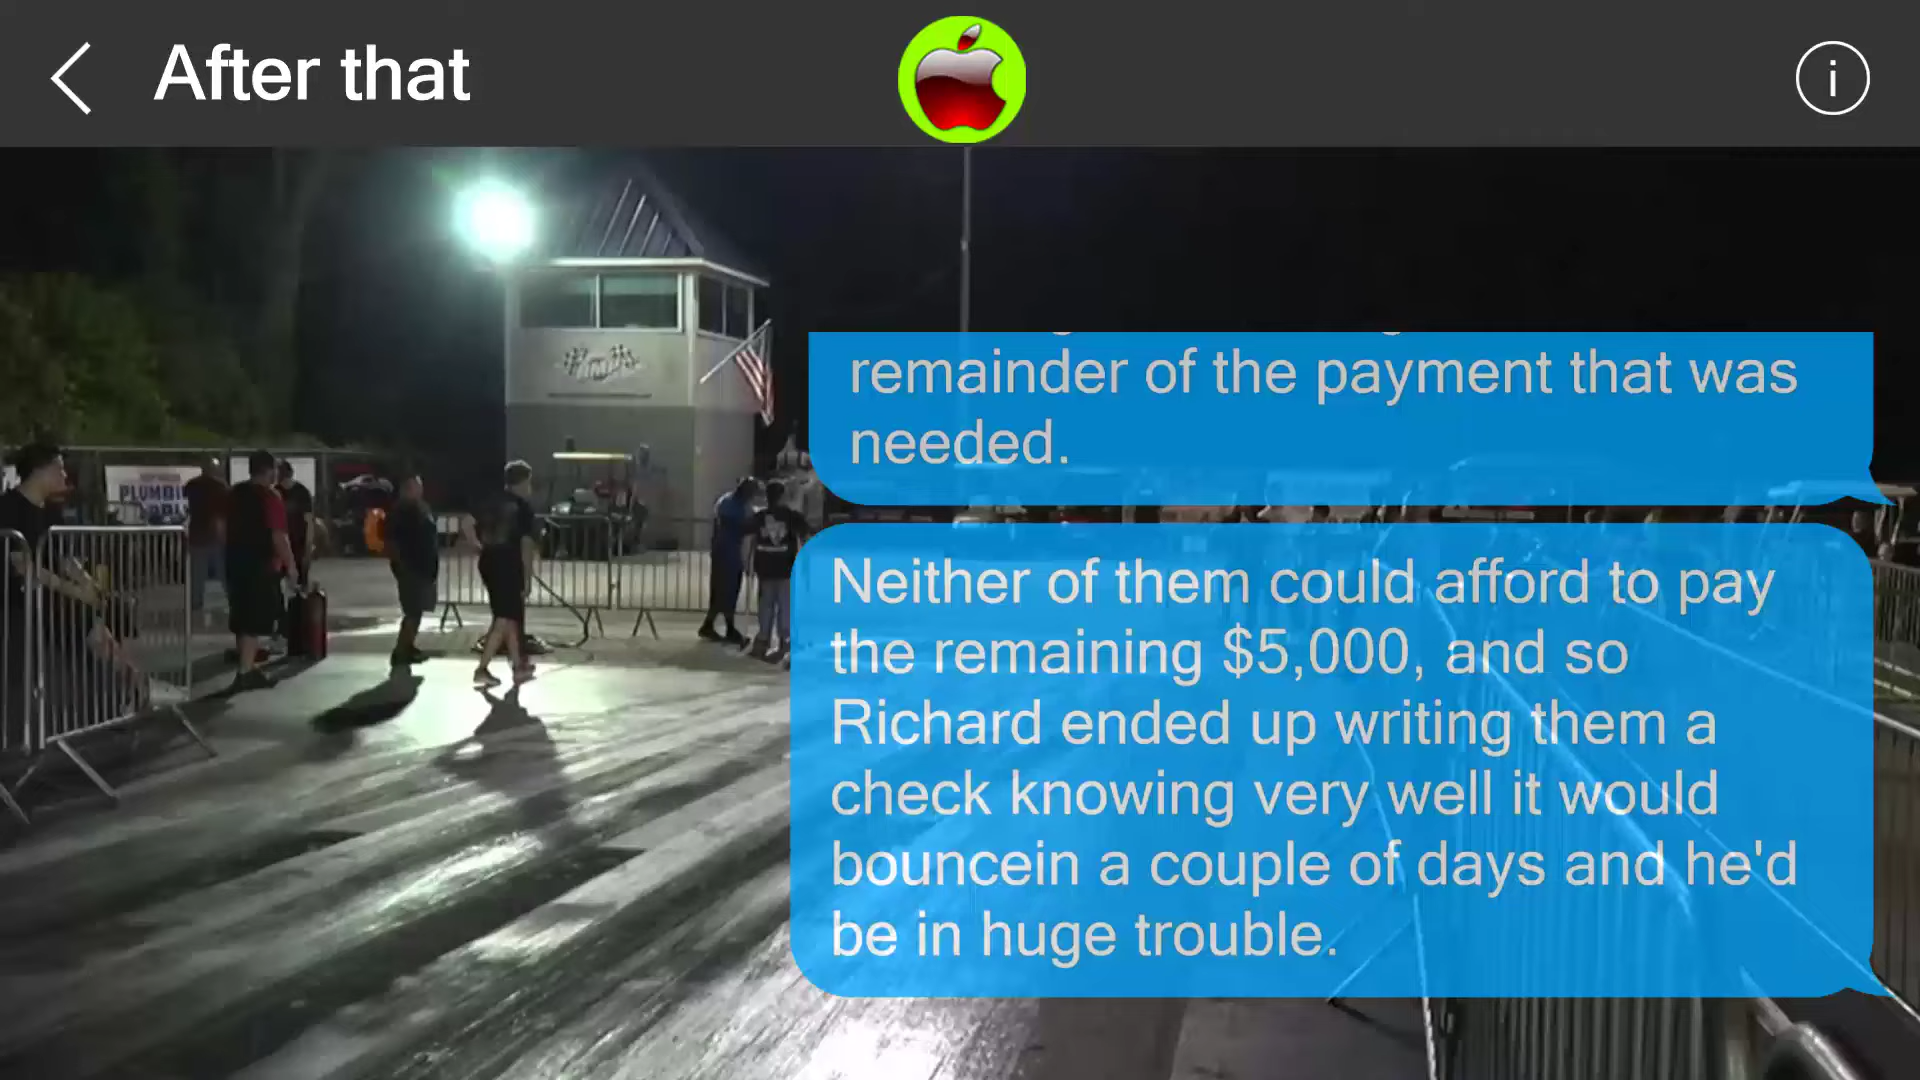 After that
i
remainder of the payment that was
needed.
Neither of them could afford to pay
the remaining $5,000, and so
Richard ended up writing them a
check knowing very well it would
bouncein a couple of days and he'd
be in huge trouble.
PLUMBI